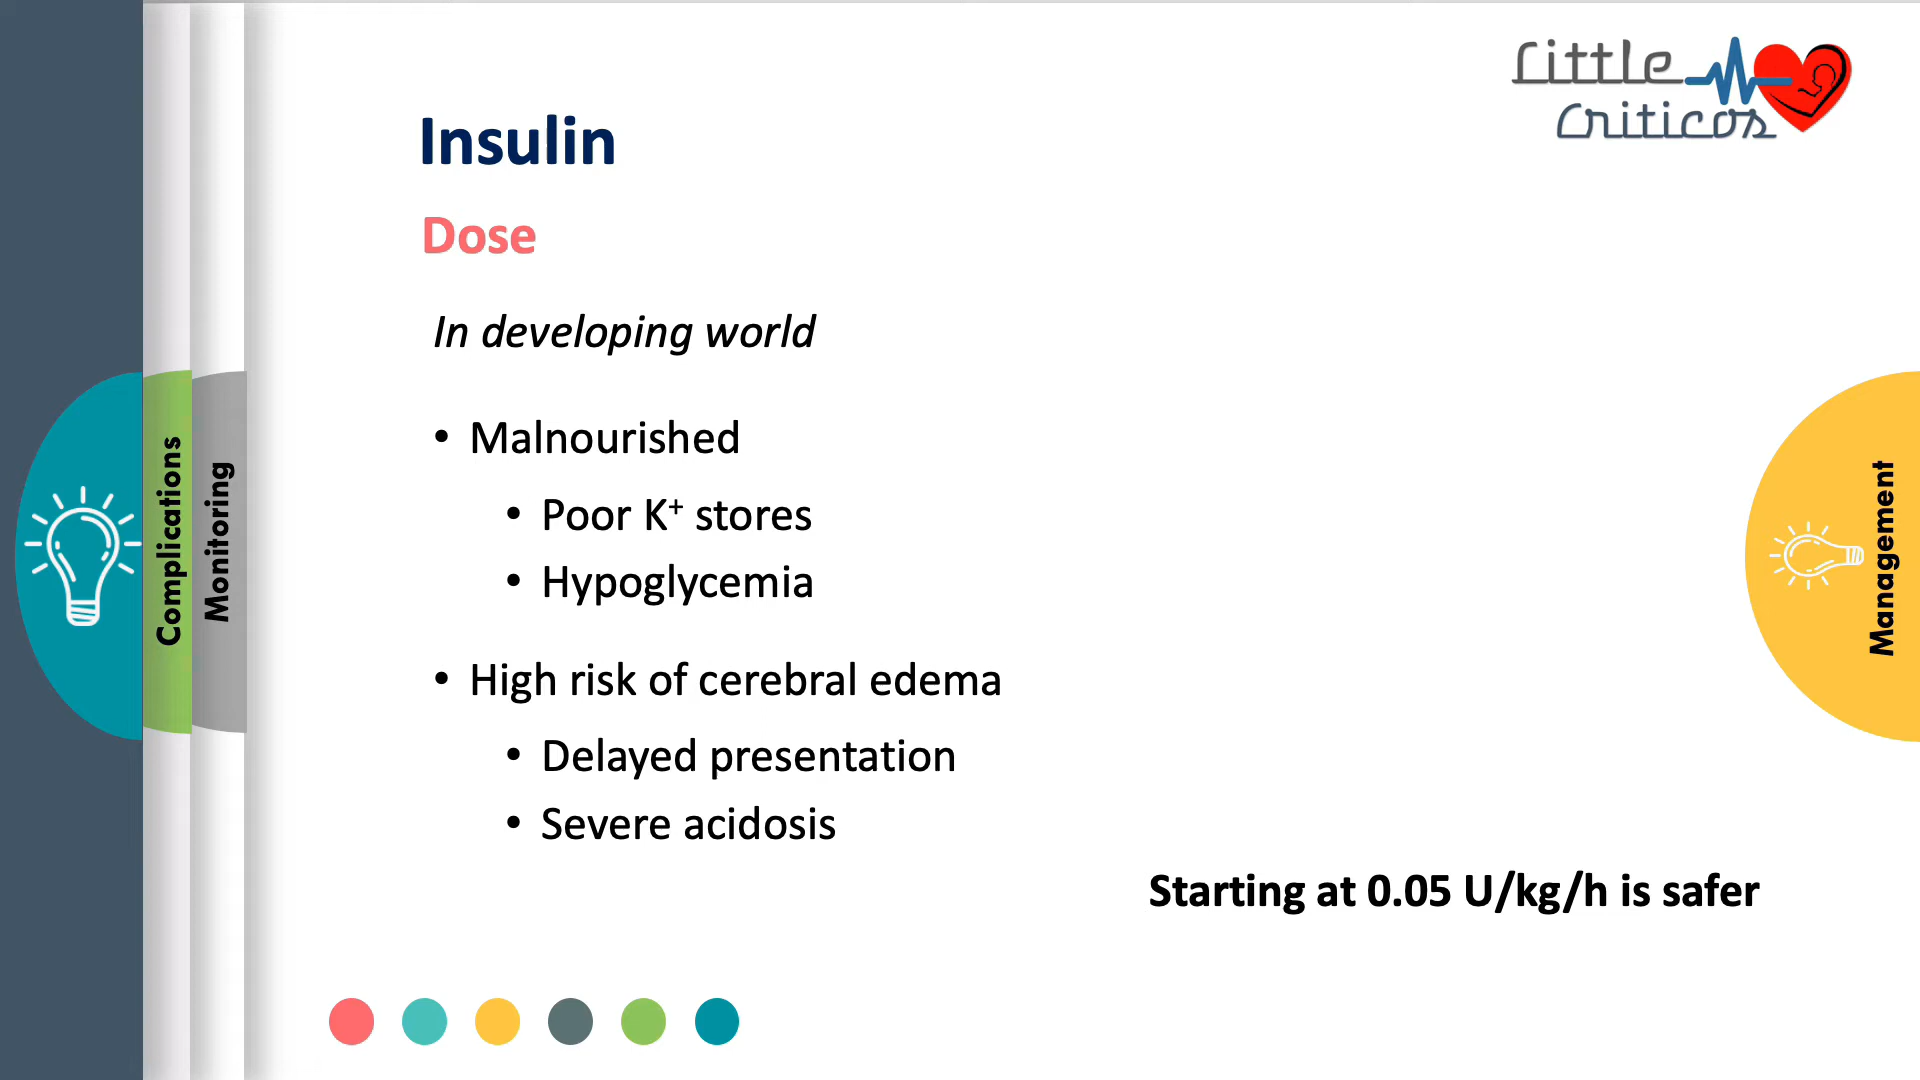 Little
Criticos
Insulin
Dose
In developing world
• Malnourished
• Poor K⁺ stores
• Hypoglycemia
• High risk of cerebral edema
• Delayed presentation
• Severe acidosis
Starting at 0.05 U/kg/h is safer
Complications
Monitoring
Management